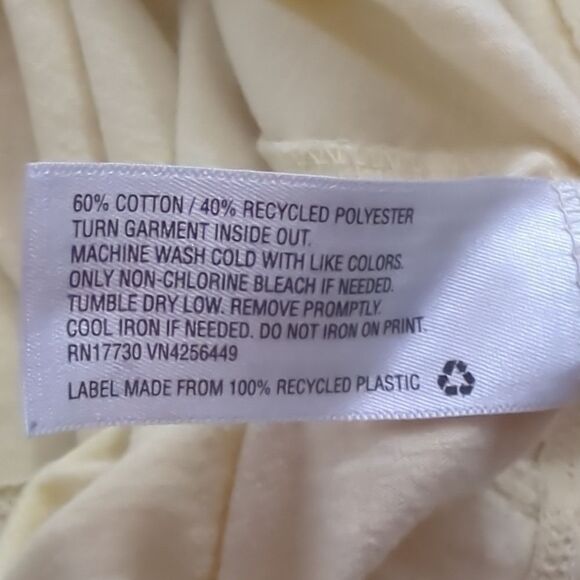 60% COTTON / 40% RECYCLED POLYESTER
TURN GARMENT INSIDE OUT.
MACHINE WASH COLD WITH LIKE COLORS.
ONLY NON-CHLORINE BLEACH IF NEEDED.
TUMBLE DRY LOW. REMOVE PROMPTLY.
COOL IRON IF NEEDED. DO NOT IRON ON PRINT.
RN17730 VN4256449
LABEL MADE FROM 100% RECYCLED PLASTIC